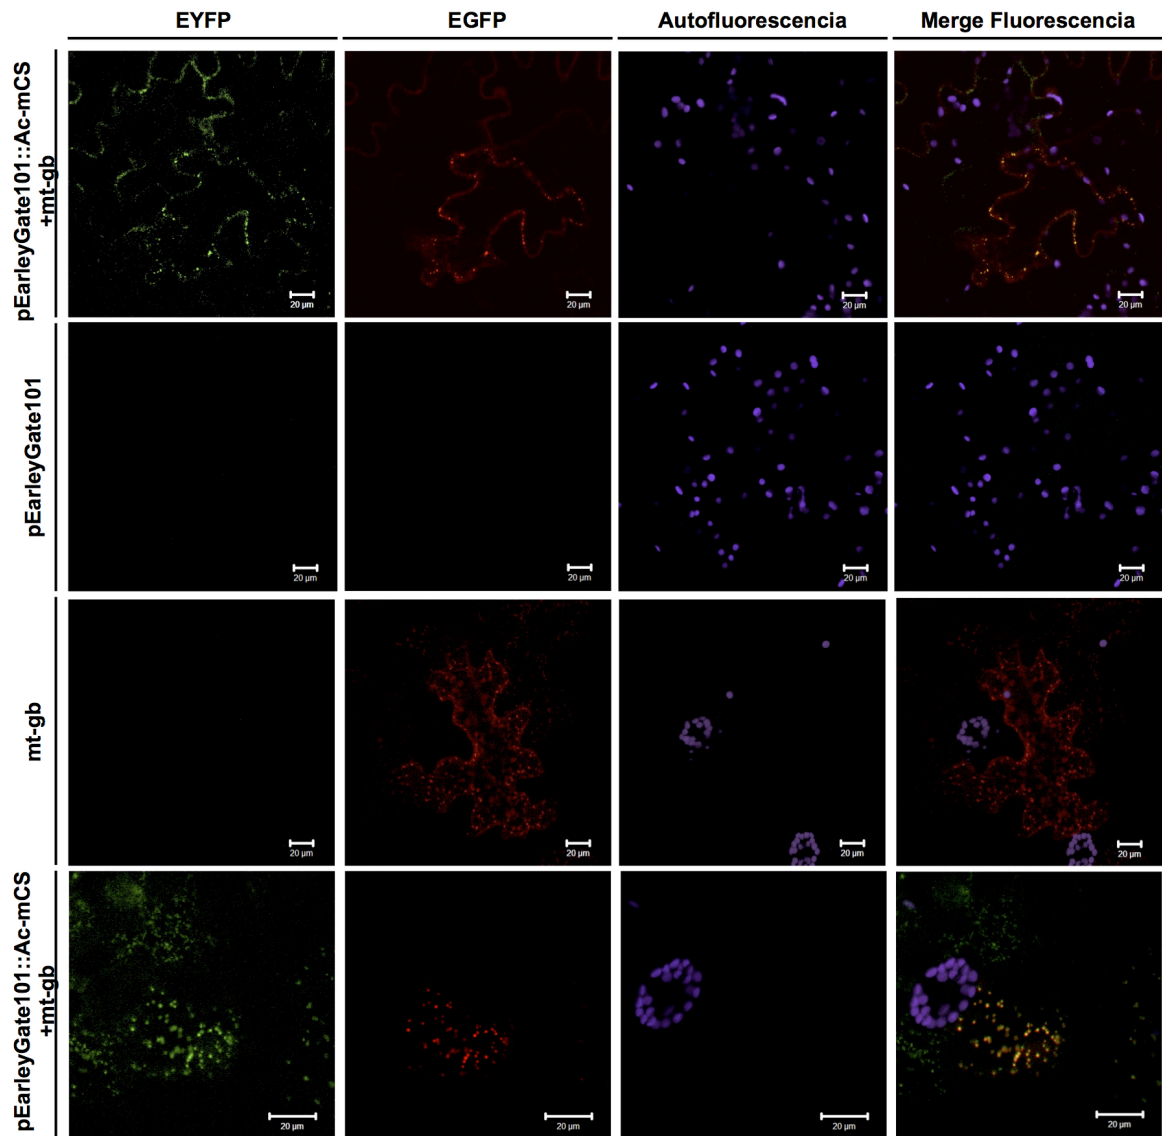 EYFP EGFP Autofluorescencia Merge Fluorescencia
pEarleyGate101::Ac-mCS
+mt-gb
20 µm 20 µm 20 µm 20 µm
pEarleyGate101
20 µm 20 µm 20 µm 20 µm
mt-gb
20 µm 20 µm 20 µm 20 µm
pEarleyGate101::Ac-mCS
+mt-gb
20 µm 20 µm 20 µm 20 µm